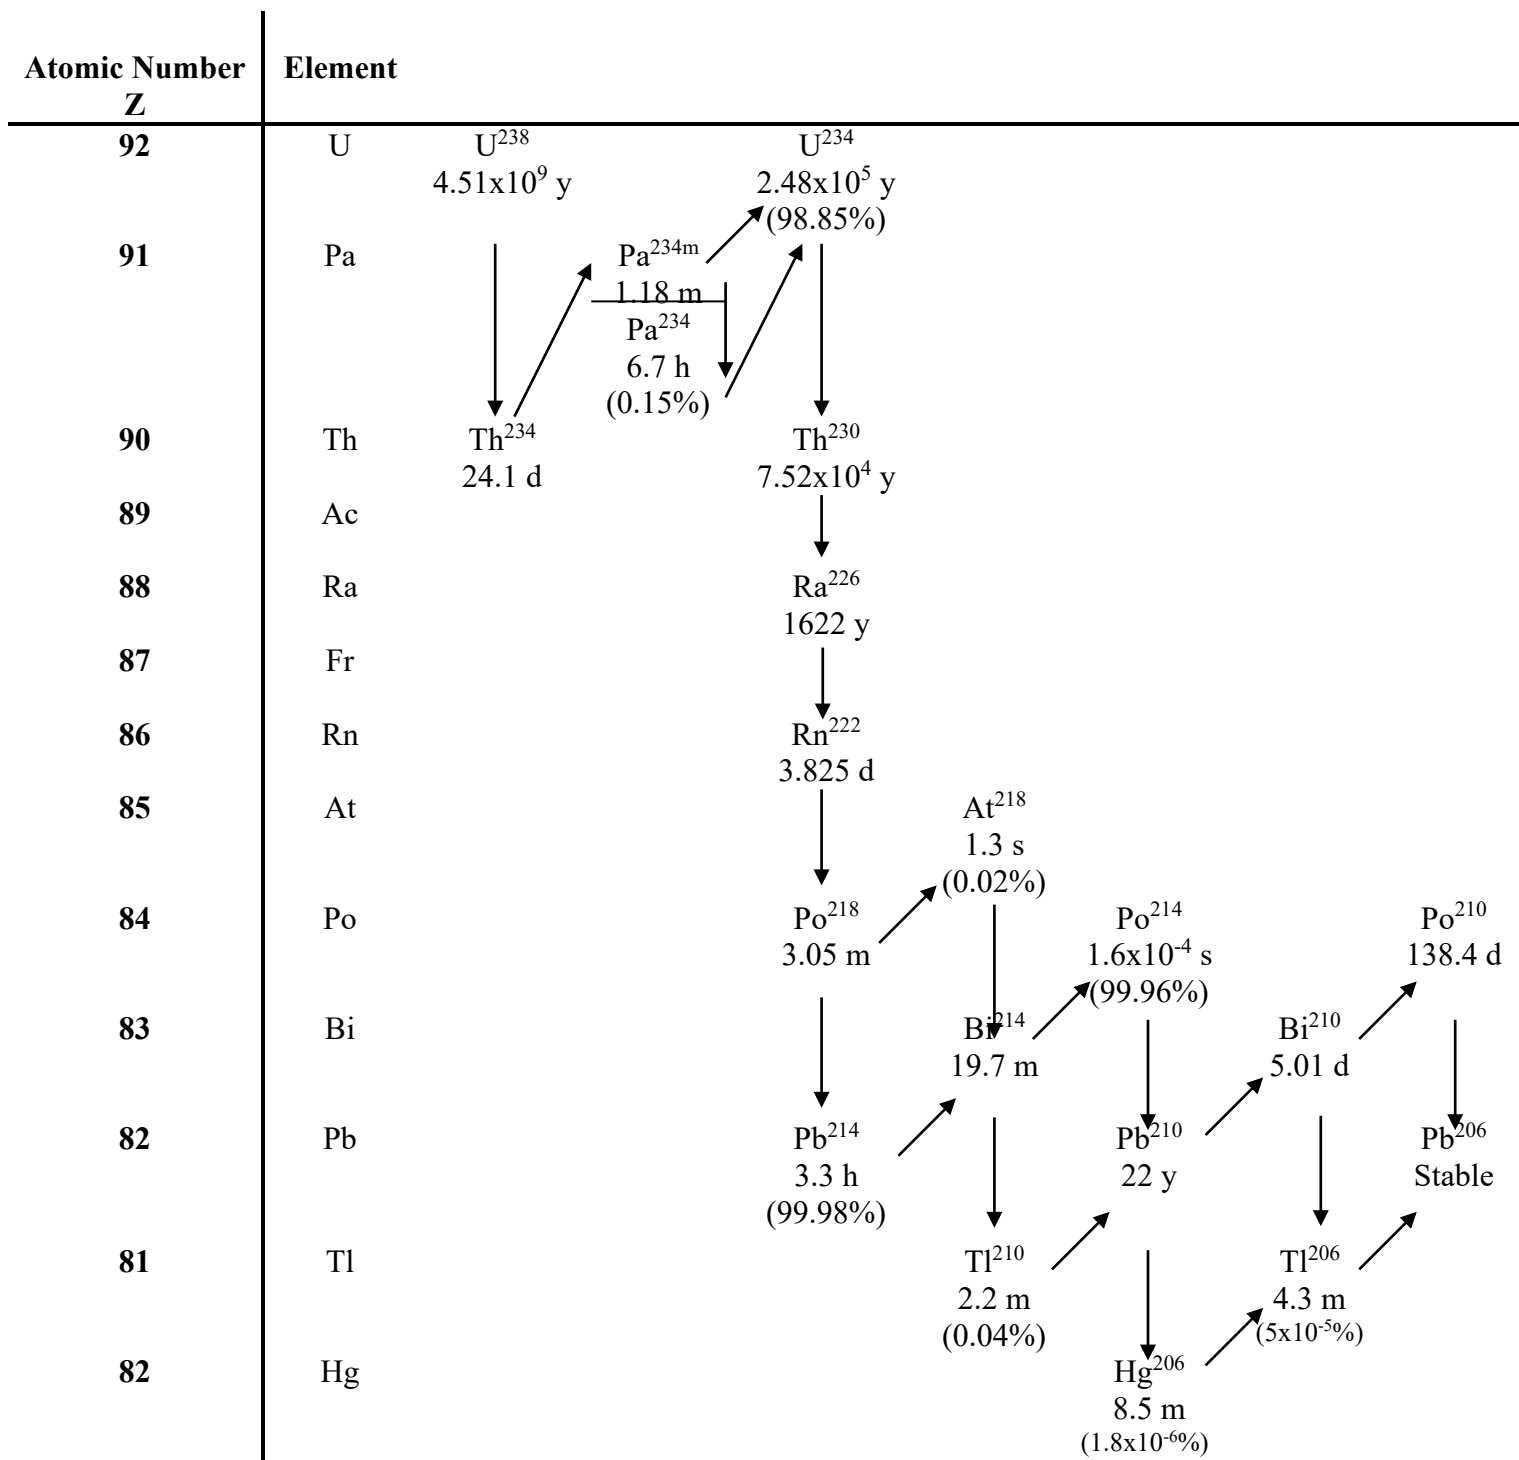 Atomic Number Element
Z
92 U U²³⁸ U²³⁴
4.51x10⁹ y 2.48x10⁵ y
(98.85%)
91 Pa Pa²³⁴ᵐ
1.18 m
Pa²³⁴
6.7 h
(0.15%)
90 Th Th²³⁴ Th²³⁰
24.1 d 7.52x10⁴ y
89 Ac
88 Ra Ra²²⁶
1622 y
87 Fr
86 Rn Rn²²²
3.825 d
85 At At²¹⁸
1.3 s
(0.02%)
84 Po Po²¹⁸ Po²¹⁴ Po²¹⁰
3.05 m 1.6x10⁻⁴ s 138.4 d
(99.96%)
83 Bi Bi²¹⁴ Bi²¹⁰
19.7 m 5.01 d
82 Pb Pb²¹⁴ Pb²¹⁰ Pb²⁰⁶
3.3 h 22 y Stable
(99.98%)
81 Tl Tl²¹⁰ Tl²⁰⁶
2.2 m 4.3 m
(0.04%) (5x10⁻⁵%)
82 Hg Hg²⁰⁶
8.5 m
(1.8x10⁻⁶%)